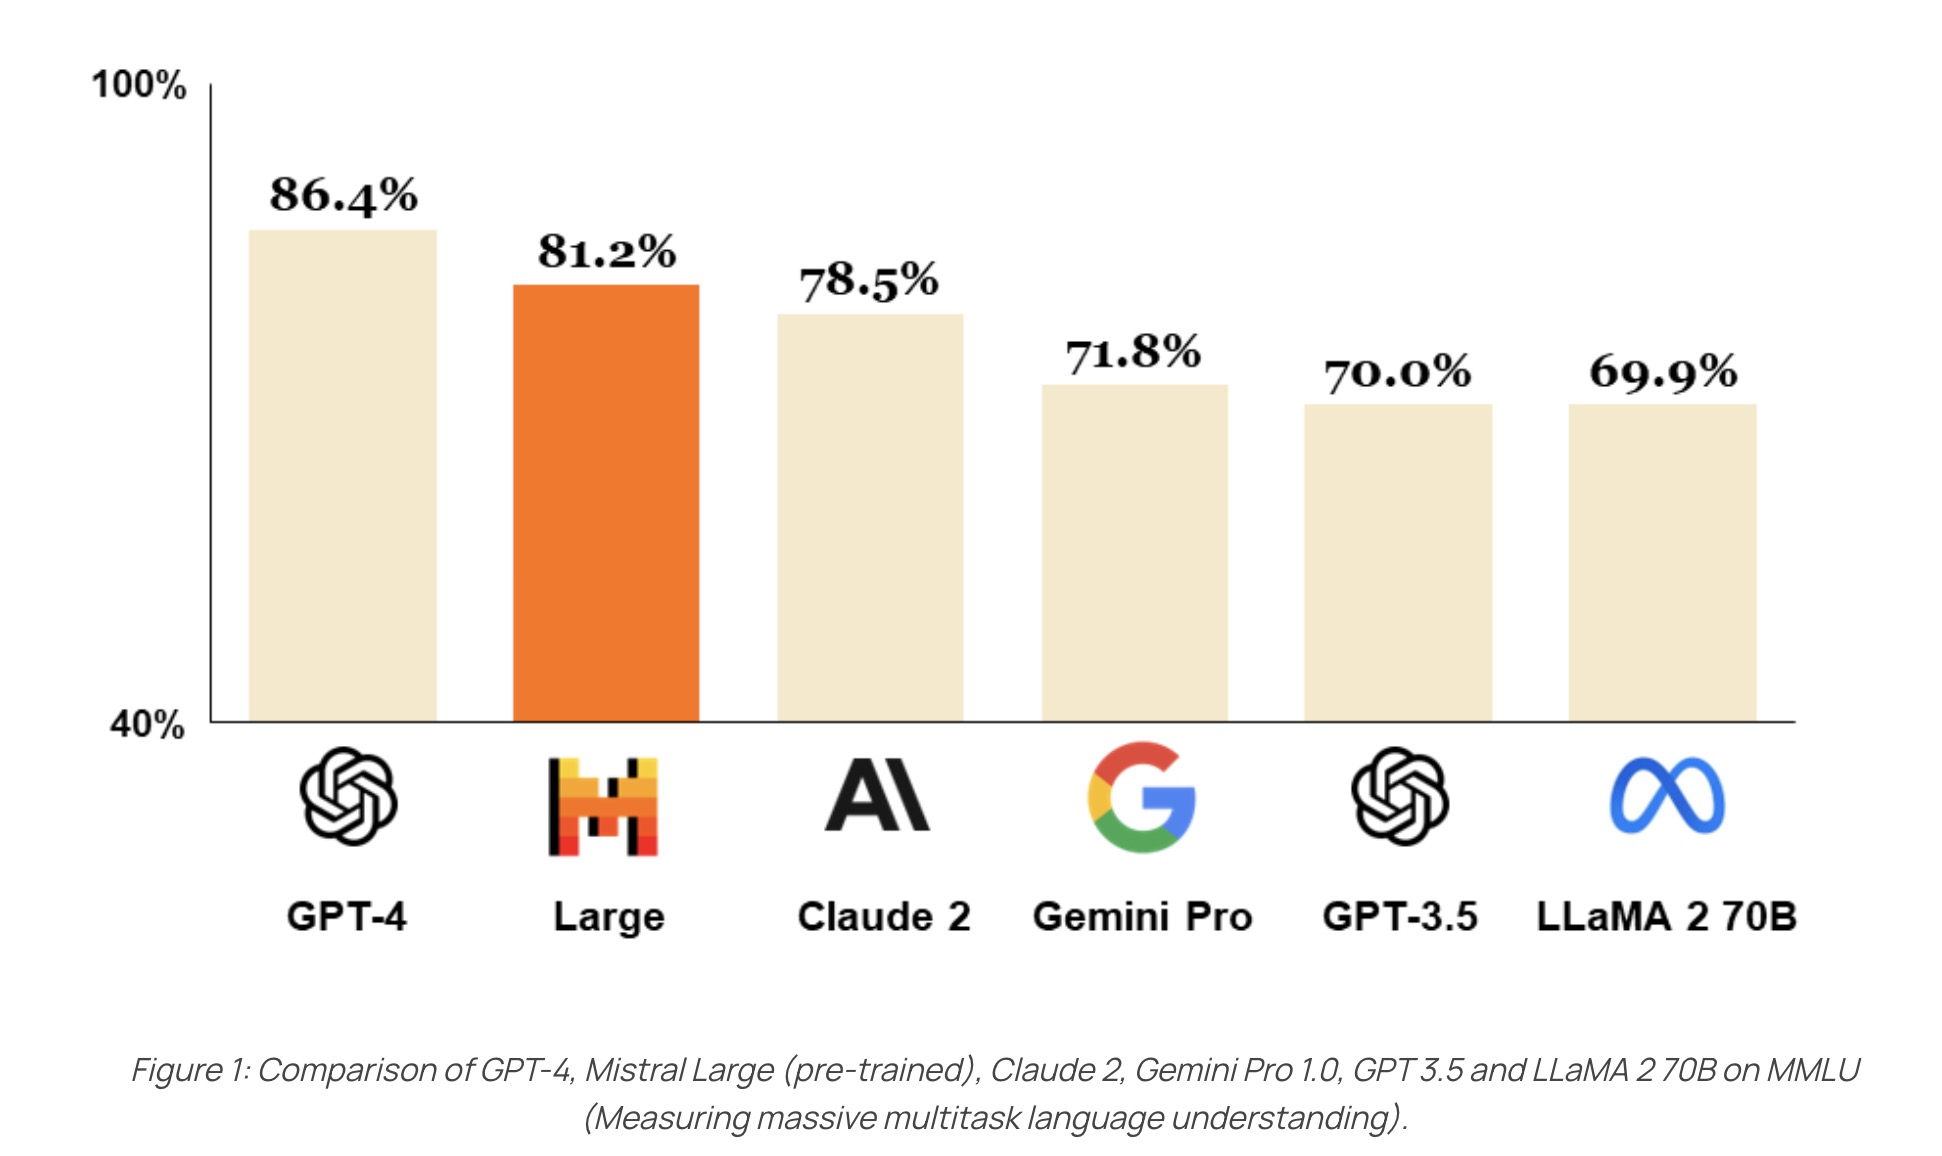 100%
86.4%
81.2%
78.5%
71.8%
70.0%
69.9%
40%
GPT-4
Large
Claude 2
Gemini Pro
GPT-3.5
LLaMA 2 70B
Figure 1: Comparison of GPT-4, Mistral Large (pre-trained), Claude 2, Gemini Pro 1.0, GPT 3.5 and LLaMA 2 70B on MMLU
(Measuring massive multitask language understanding).